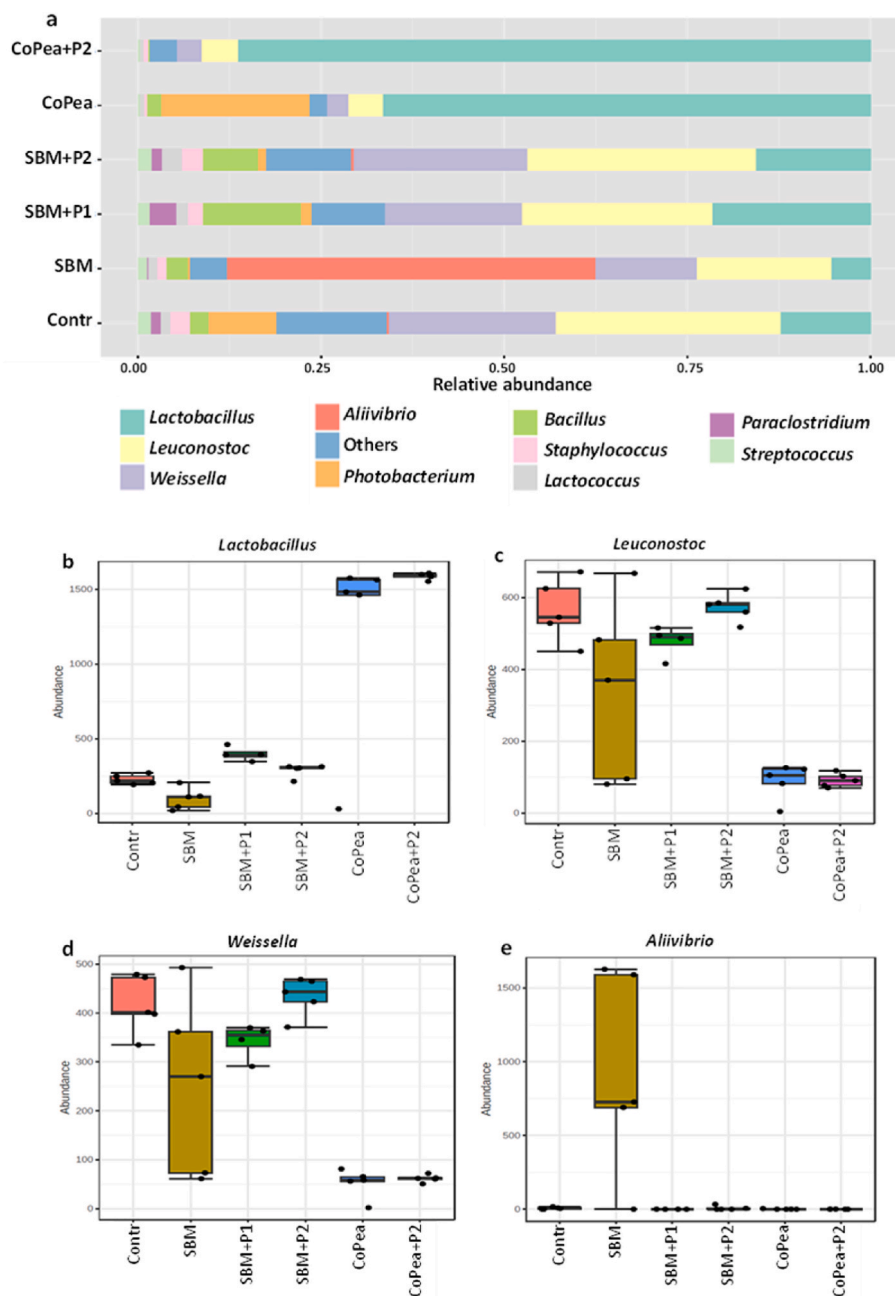 a
CoPea+P2
CoPea
SBM+P2
SBM+P1
SBM
Contr
0.00 0.25 0.50 0.75 1.00
Relative abundance
Lactobacillus Aliivibrio Bacillus Paraclostridium
Leuconostoc Others Staphylococcus Streptococcus
Weissella Photobacterium Lactococcus
b Lactobacillus
1500
1000
500
0
Abundance
Contr SBM SBM+P1 SBM+P2 CoPea CoPea+P2
c Leuconostoc
600
400
200
0
Abundance
Contr SBM SBM+P1 SBM+P2 CoPea CoPea+P2
d Weissella
500
400
300
200
100
0
Abundance
Contr SBM SBM+P1 SBM+P2 CoPea CoPea+P2
e Aliivibrio
1500
1000
500
0
Abundance
Contr SBM SBM+P1 SBM+P2 CoPea CoPea+P2